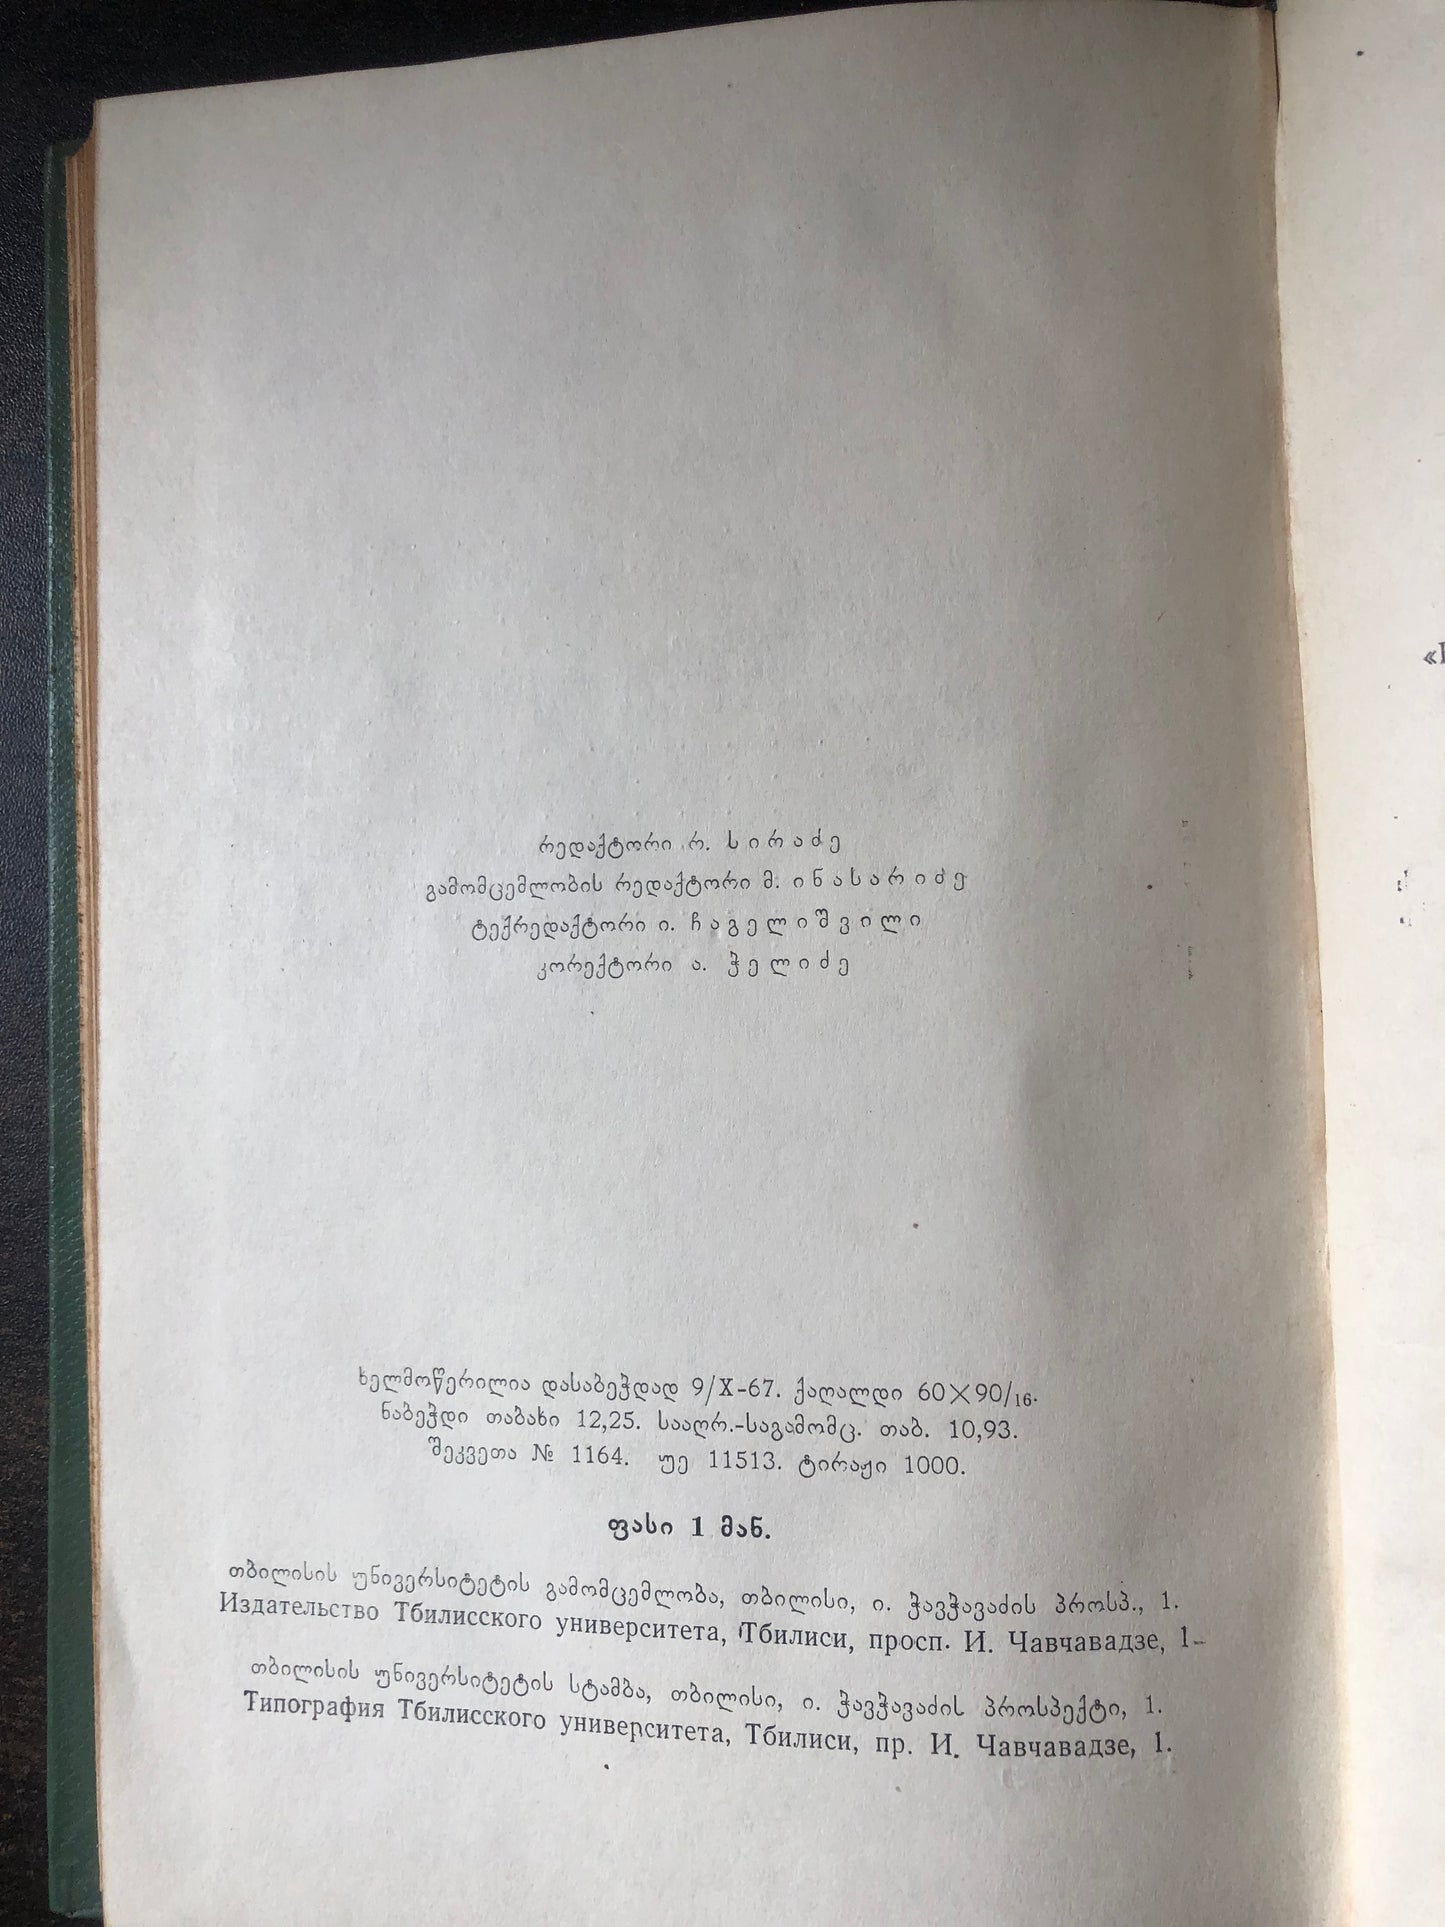 რედაქტორი რ. სირაძე
გამომცემლობის რედაქტორი მ. ინასარიძე
ტექრედაქტორი ი. ჩაგელიშვილი
კორექტორი ა. ჭელიძე
ხელმოწერილია დასაბეჭდად 9/X-67. ქაღალდი 60×90/16.
ნაბეჭდი თაბახი 12,25. სააღრ.-საგამომც. თაბ. 10,93.
შეკვეთა № 1164. უე 11513. ტირაჟი 1000.
ფასი 1 მან.
თბილისის უნივერსიტეტის გამომცემლობა, თბილისი, ი. ჭავჭავაძის პროსპ., 1.
Издательство Тбилисского университета, Тбилиси, просп. И. Чавчавадзе, 1-
თბილისის უნივერსიტეტის სტამბა, თბილისი, ი. ჭავჭავაძის პროსპექტი, 1.
Типография Тбилисского университета, Тбилиси, пр. И. Чавчавадзе, 1.